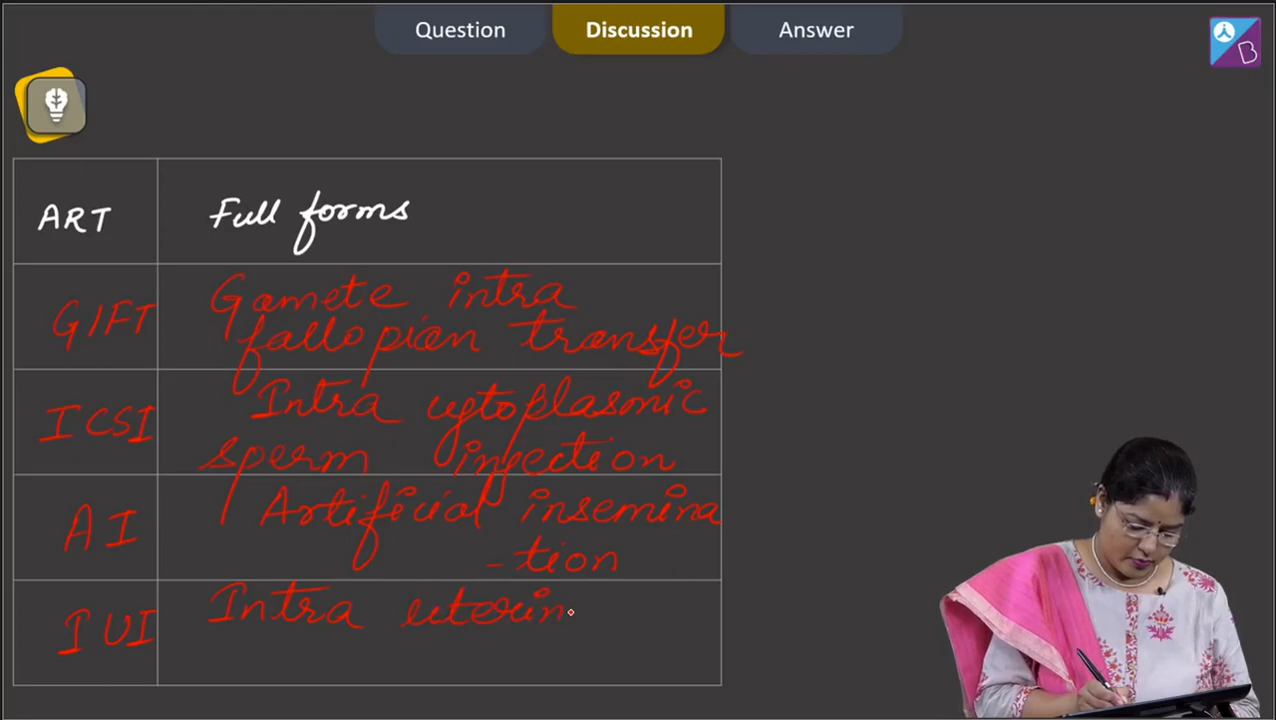 Question Discussion Answer
B
ART Full forms
GIFT Gamete intra
fallopian transfer
ICSI Intra cytoplasmic
sperm injection
AI Artificial insemina
-tion
IUI Intra uterin